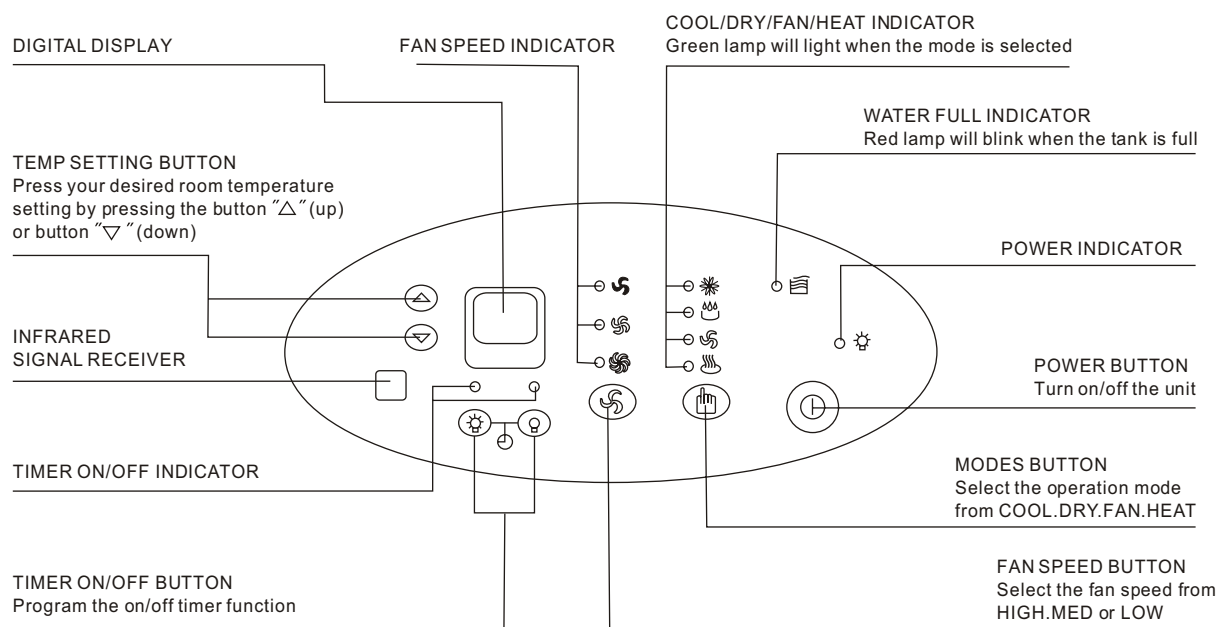 COOL/DRY/FAN/HEAT INDICATOR
Green lamp will light when the mode is selected
DIGITAL DISPLAY
FAN SPEED INDICATOR
WATER FULL INDICATOR
Red lamp will blink when the tank is full
TEMP SETTING BUTTON
Press your desired room temperature
setting by pressing the button "△"(up)
or button "▽"(down)
POWER INDICATOR
INFRARED
SIGNAL RECEIVER
POWER BUTTON
Turn on/off the unit
TIMER ON/OFF INDICATOR
MODES BUTTON
Select the operation mode
from COOL.DRY.FAN.HEAT
TIMER ON/OFF BUTTON
Program the on/off timer function
FAN SPEED BUTTON
Select the fan speed from
HIGH.MED or LOW